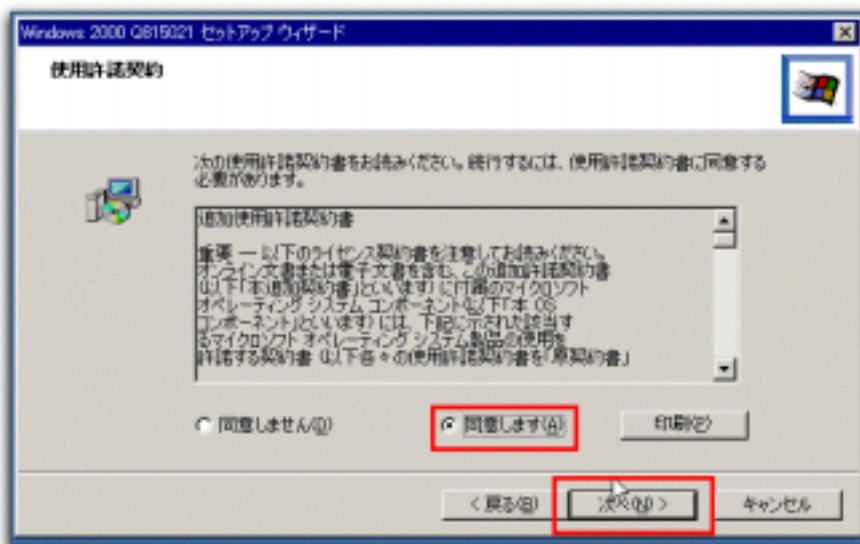 Windows 2000 Q815021 セットアップ ウィザード
使用許諾契約
次の使用許諾契約書をお読みください。続行するには、使用許諾契約書に同意する
必要があります。
追加使用許諾契約書
重要 — 以下のライセンス契約書を注意してお読みください。
オンライン文書または電子文書を含む、この追加許諾契約書
(以下「本追加契約書」といいます) に付属のマイクロソフト
オペレーティング システム コンポーネント(以下「本 OS
コンポーネント」といいます) には、下記に示された該当す
るマイクロソフト オペレーティング システム製品の使用を
許諾する契約書 (以下各々の使用許諾契約書を「原契約書」
同意しません(D)
同意します(A)
印刷(P)
< 戻る(B)
次へ(N) >
キャンセル